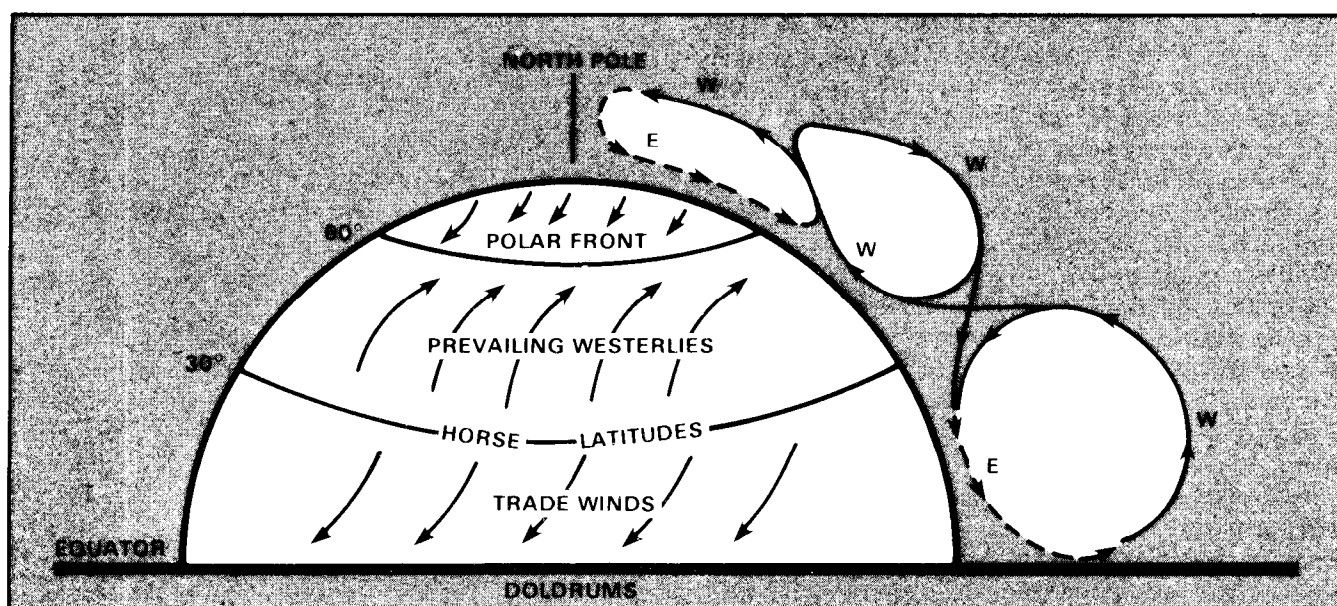 NORTH POLE
W
E
W
60°
POLAR FRONT
W
PREVAILING WESTERLIES
30°
HORSE LATITUDES
W
E
TRADE WINDS
EQUATOR
DOLDRUMS